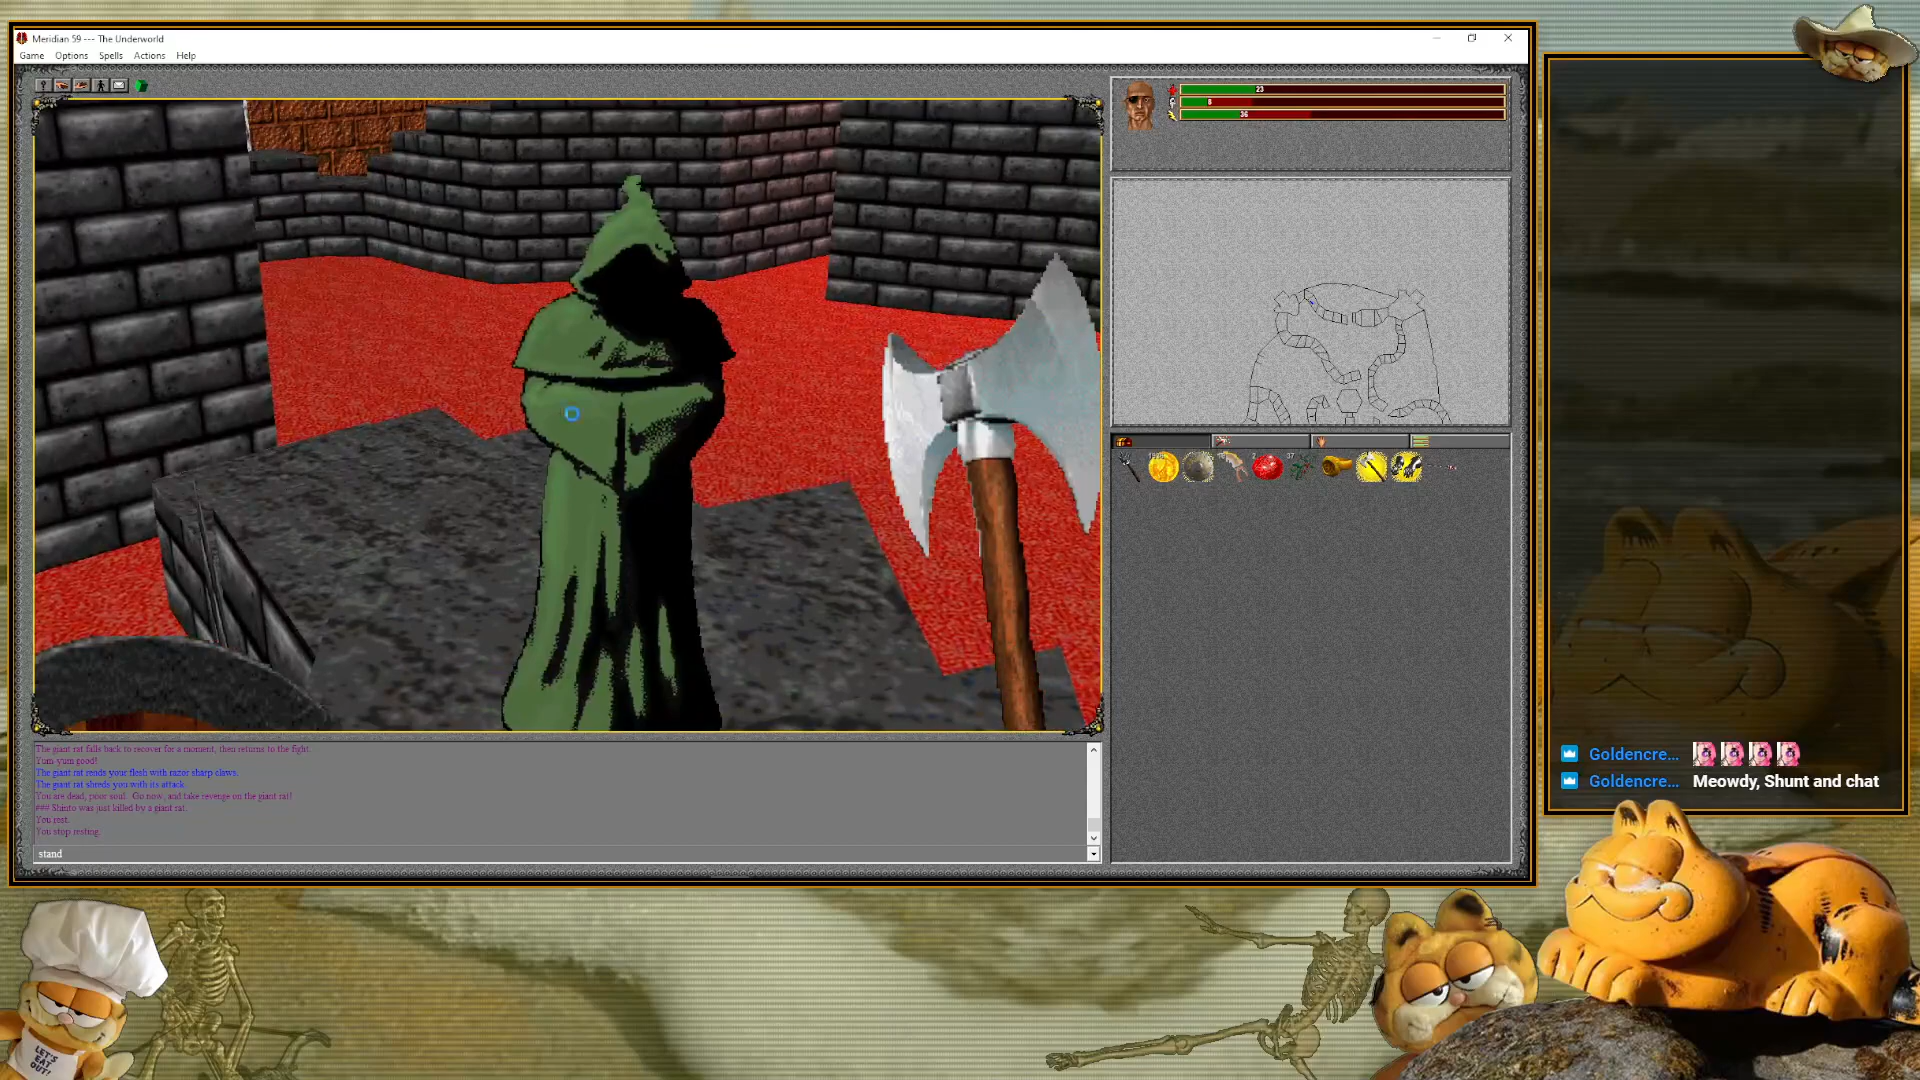 Meridian 59 --- The Underworld
Game Options Spells Actions Help
23
8
36
2
37
The giant rat falls back to recover for a moment, then returns to the fight.
Yum yum good!
The giant rat rends your flesh with razor sharp claws.
The giant rat shreds you with its attack.
You are dead, poor soul. Go now, and take revenge on the giant rat!
### Shinto was just killed by a giant rat.
You rest.
You stop resting.
stand
Goldencre...
Goldencre... Meowdy, Shunt and chat
LET'S
EAT
OUT!